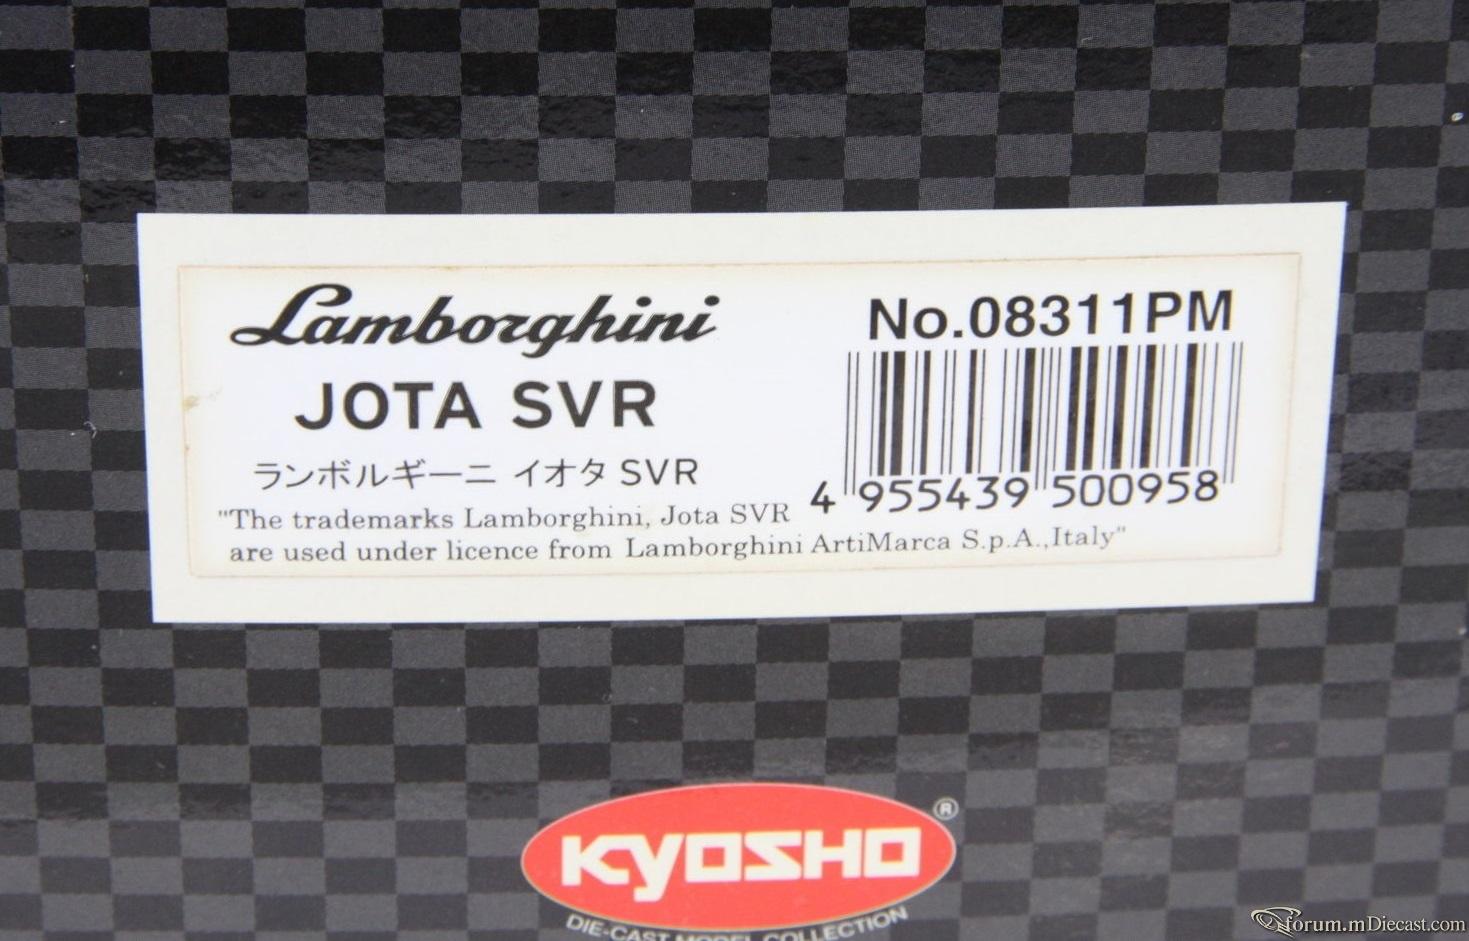 Lamborghini
JOTA SVR
ランボルギーニ イオタ SVR
No.08311PM
4 955439 500958
"The trademarks Lamborghini, Jota SVR
are used under licence from Lamborghini ArtiMarca S.p.A.,Italy"
KYOSHO ®
DIE-CAST MODEL COLLECTION
forum.mDiecast.com